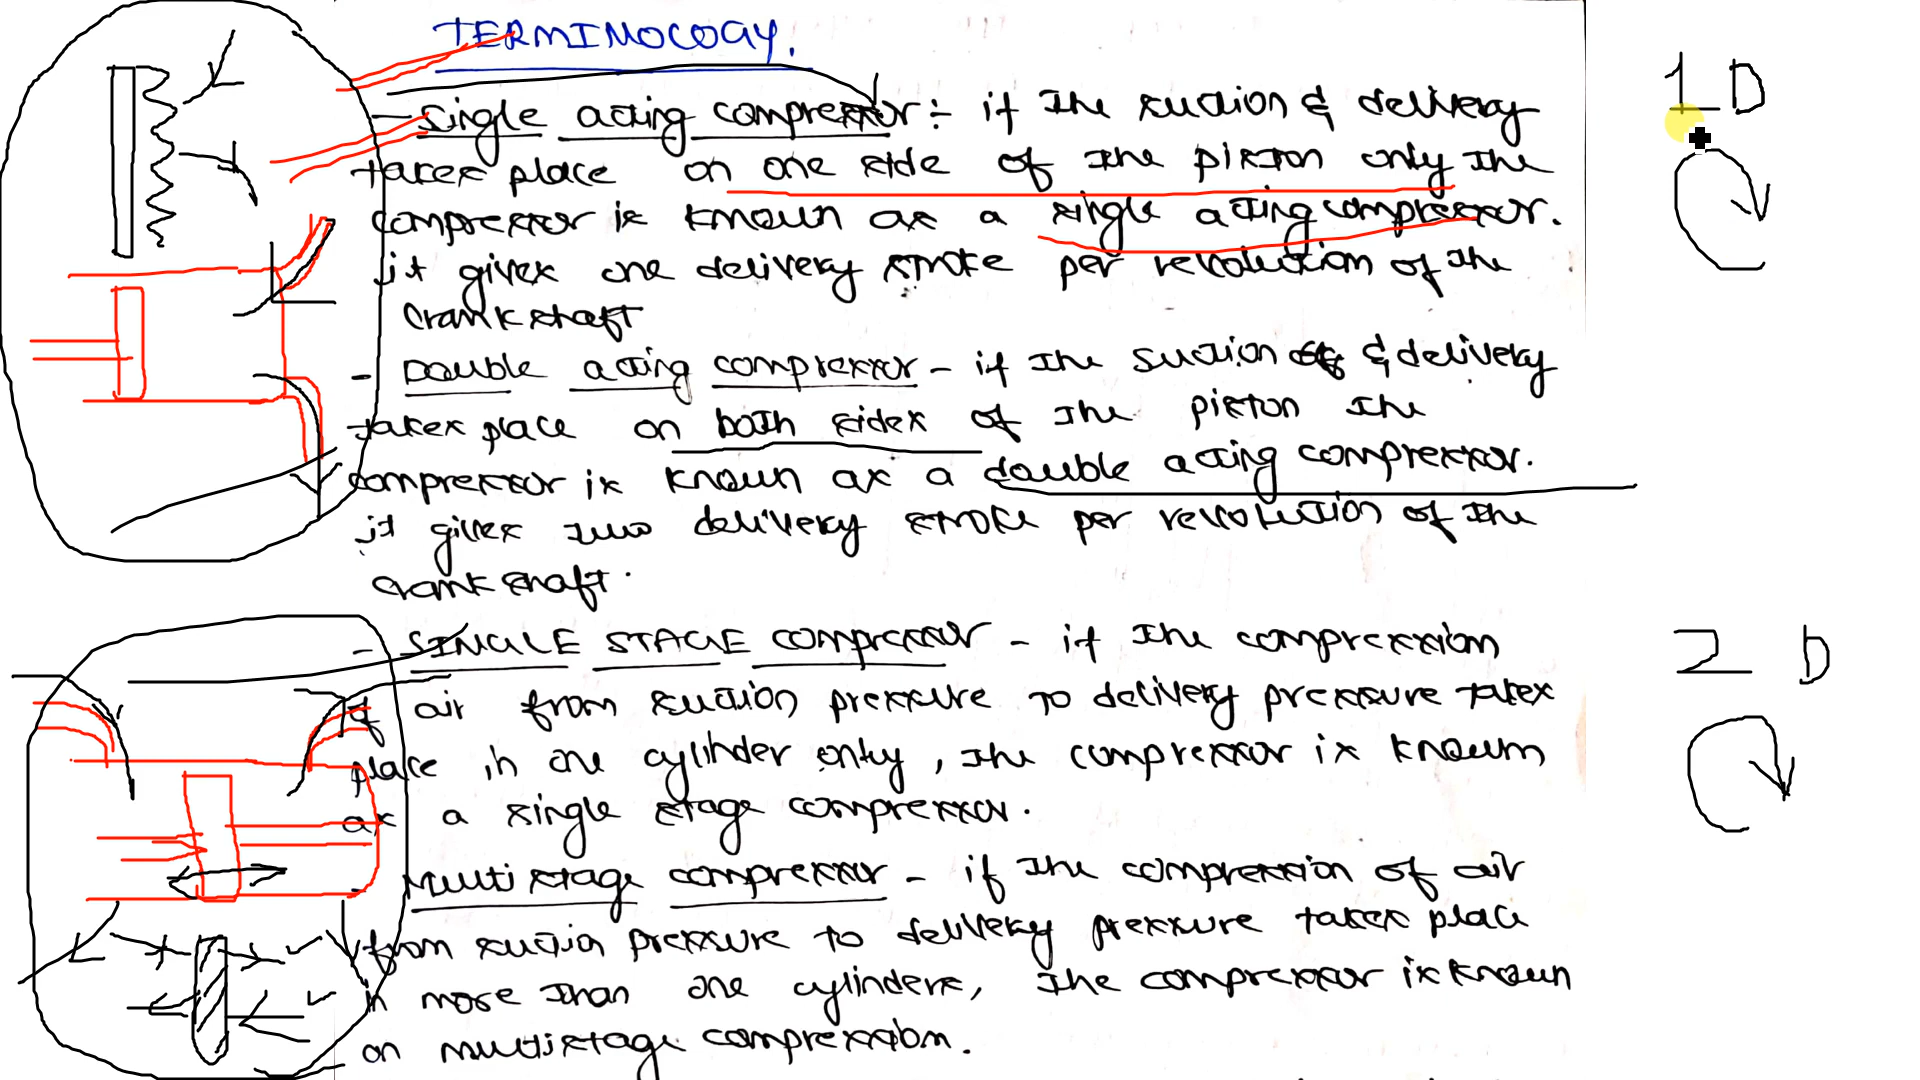 TERMINOLOGY.
- Single acting compressor :- if the suction & delivery
takes place on one side of the piston only the
compressor is known as a single acting compressor.
it gives one delivery stroke per revolution of the
crank shaft
- Double acting compressor - if the suction & delivery
takes place on both sides of the piston the
compressor is known as a double acting compressor.
it gives two delivery stroke per revolution of the
crank shaft.
- SINGLE STAGE compressor - if the compression
of air from suction pressure to delivery pressure takes
place in one cylinder only, the compressor is known
as a single stage compressor.
- Multi stage compressor - if the compression of air
from suction pressure to delivery pressure takes place
in more than one cylinders, the compressor is known
on multistage compression.
1 D
2 D